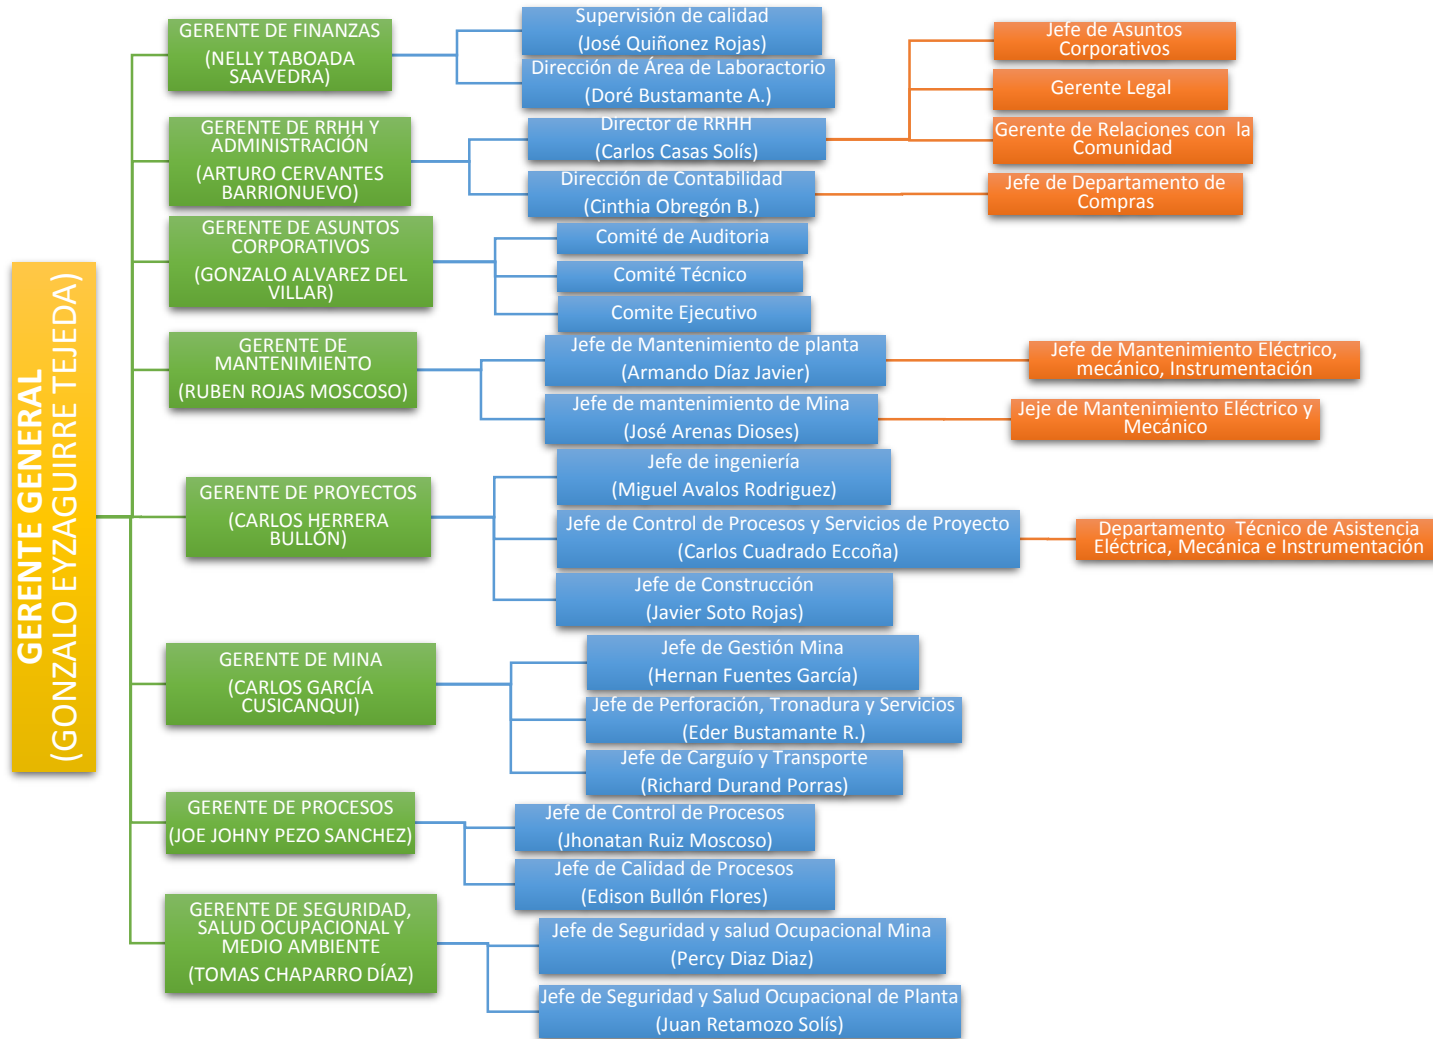 GERENTE GENERAL
(GONZALO EYZAGUIRRE TEJEDA)
GERENTE DE FINANZAS
(NELLY TABOADA
SAAVEDRA)
Supervisión de calidad
(José Quiñonez Rojas)
Dirección de Área de Laboractorio
(Doré Bustamante A.)
GERENTE DE RRHH Y
ADMINISTRACIÓN
(ARTURO CERVANTES
BARRIONUEVO)
Director de RRHH
(Carlos Casas Solís)
Jefe de Asuntos
Corporativos
Gerente Legal
Gerente de Relaciones con la
Comunidad
Dirección de Contabilidad
(Cinthia Obregón B.)
Jefe de Departamento de
Compras
GERENTE DE ASUNTOS
CORPORATIVOS
(GONZALO ALVAREZ DEL
VILLAR)
Comité de Auditoria
Comité Técnico
Comite Ejecutivo
GERENTE DE
MANTENIMIENTO
(RUBEN ROJAS MOSCOSO)
Jefe de Mantenimiento de planta
(Armando Díaz Javier)
Jefe de Mantenimiento Eléctrico,
mecánico, Instrumentación
Jefe de mantenimiento de Mina
(José Arenas Dioses)
Jeje de Mantenimiento Eléctrico y
Mecánico
GERENTE DE PROYECTOS
(CARLOS HERRERA
BULLÓN)
Jefe de ingeniería
(Miguel Avalos Rodriguez)
Jefe de Control de Procesos y Servicios de Proyecto
(Carlos Cuadrado Eccoña)
Departamento Técnico de Asistencia
Eléctrica, Mecánica e Instrumentación
Jefe de Construcción
(Javier Soto Rojas)
GERENTE DE MINA
(CARLOS GARCÍA
CUSICANQUI)
Jefe de Gestión Mina
(Hernan Fuentes García)
Jefe de Perforación, Tronadura y Servicios
(Eder Bustamante R.)
Jefe de Carguío y Transporte
(Richard Durand Porras)
GERENTE DE PROCESOS
(JOE JOHNY PEZO SANCHEZ)
Jefe de Control de Procesos
(Jhonatan Ruiz Moscoso)
Jefe de Calidad de Procesos
(Edison Bullón Flores)
GERENTE DE SEGURIDAD,
SALUD OCUPACIONAL Y
MEDIO AMBIENTE
(TOMAS CHAPARRO DÍAZ)
Jefe de Seguridad y salud Ocupacional Mina
(Percy Diaz Diaz)
Jefe de Seguridad y Salud Ocupacional de Planta
(Juan Retamozo Solís)